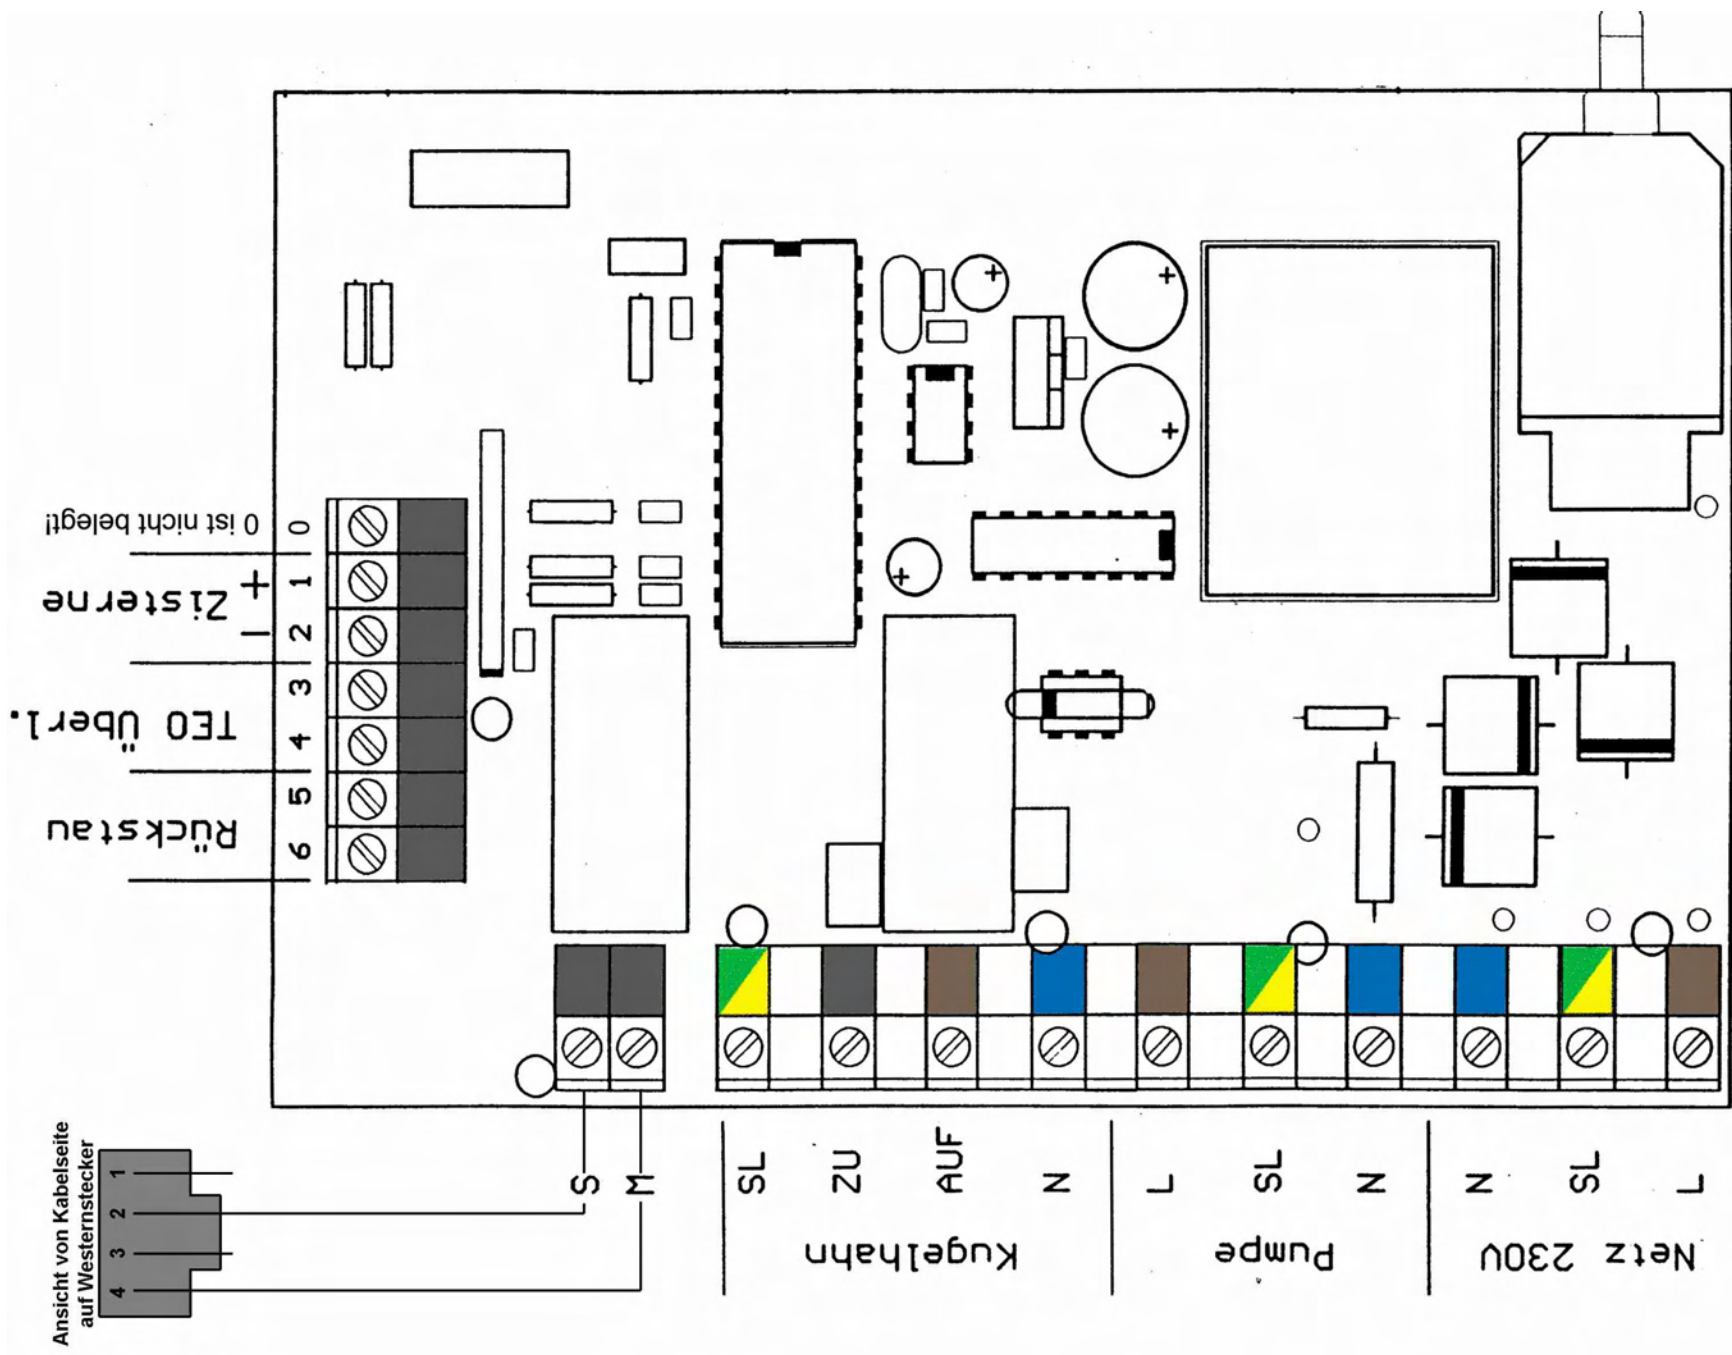 0 ist nicht belegt!
0
Zisterne
+
1
−
2
TEO Überl.
3
4
Rückstau
5
6
Ansicht von Kabelseite
auf Westernstecker
1
2
3
4
S
M
SL
ZU
AUF
N
Kugelhahn
L
SL
N
Pumpe
N
SL
L
Netz 230V
+
+
+
+